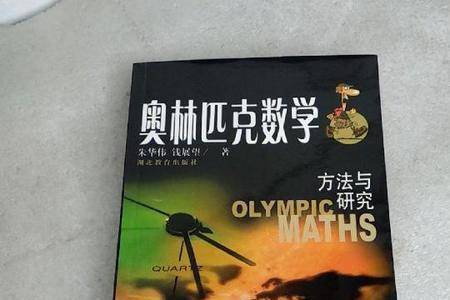 奥林匹克数学
朱华伟 钱展望/著
湖北教育出版社
方法与
研究
OLYMPIC
MATHS
QUARTZ